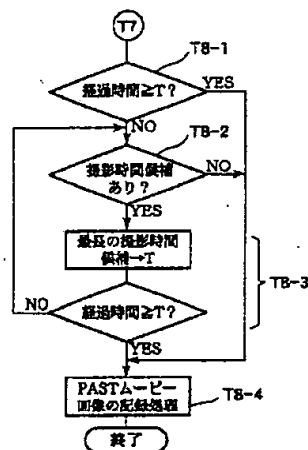 T7
T8-1
経過時間≧T?
YES
NO
T8-2
撮影時間候補
あり?
NO
YES
最長の撮影時間
候補→T
T8-3
経過時間≧T?
NO
YES
PASTムービー
画像の記録処理
T8-4
終了